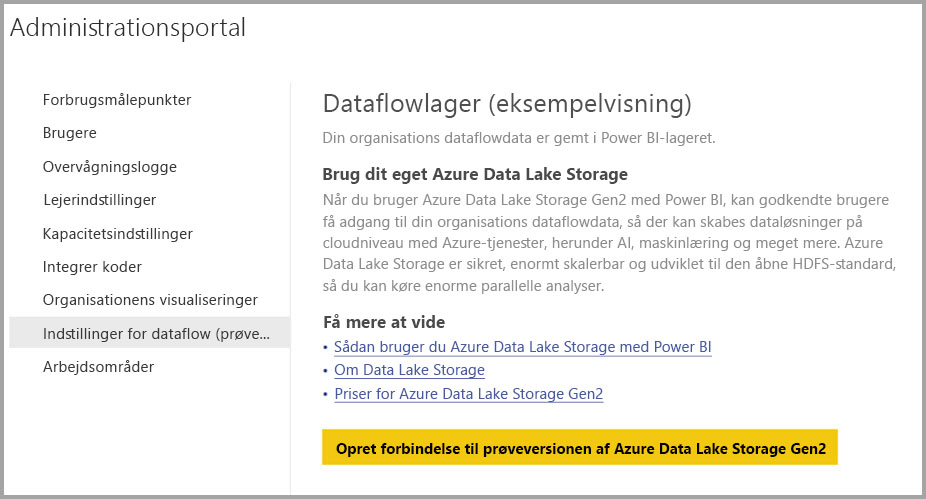 Administrationsportal
Forbrugsmålepunkter
Brugere
Overvågningslogge
Lejerindstillinger
Kapacitetsindstillinger
Integrer koder
Organisationens visualiseringer
Indstillinger for dataflow (prøve...
Arbejdsområder
Dataflowlager (eksempelvisning)
Din organisations dataflowdata er gemt i Power BI-lageret.
Brug dit eget Azure Data Lake Storage
Når du bruger Azure Data Lake Storage Gen2 med Power BI, kan godkendte brugere
få adgang til din organisations dataflowdata, så der kan skabes dataløsninger på
cloudniveau med Azure-tjenester, herunder AI, maskinlæring og meget mere. Azure
Data Lake Storage er sikret, enormt skalerbar og udviklet til den åbne HDFS-standard,
så du kan køre enorme parallelle analyser.
Få mere at vide
• Sådan bruger du Azure Data Lake Storage med Power BI
• Om Data Lake Storage
• Priser for Azure Data Lake Storage Gen2
Opret forbindelse til prøveversionen af Azure Data Lake Storage Gen2